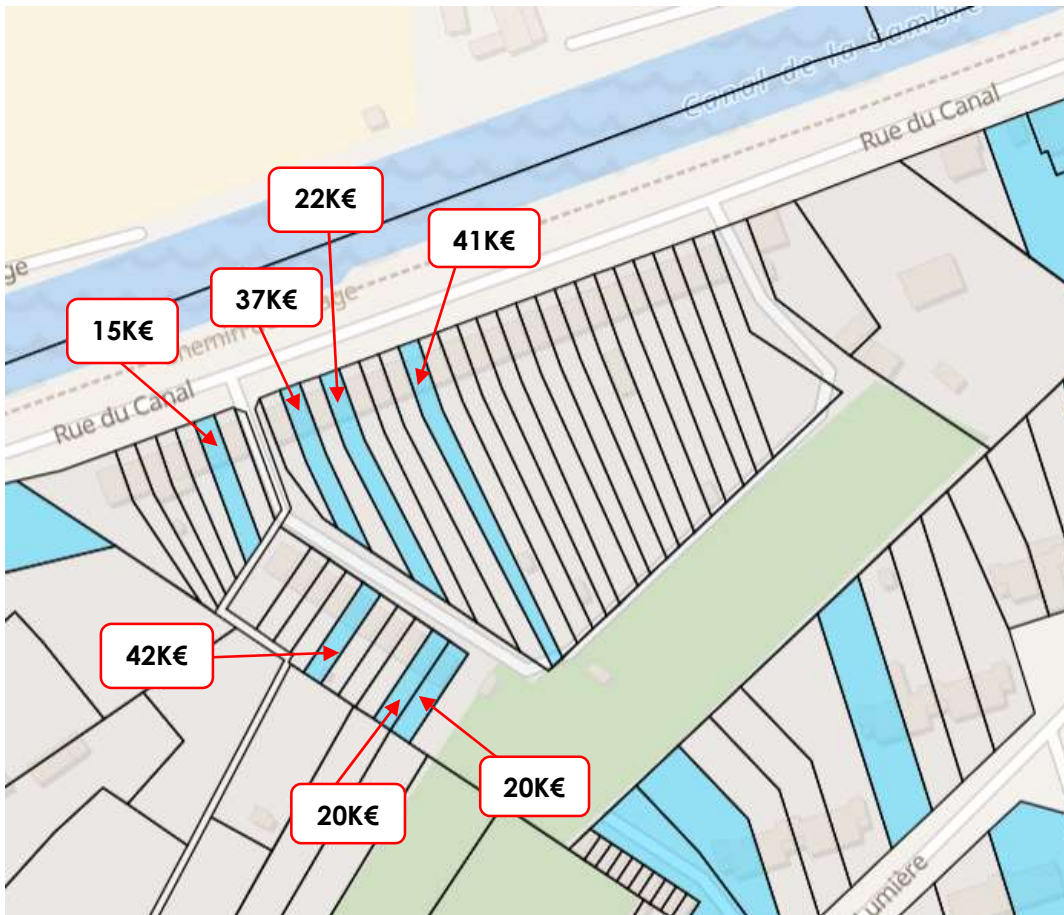 Canal de la Sambre
Rue du Canal
22K€
41K€
37K€
15K€
Rue du Canal
42K€
20K€
20K€